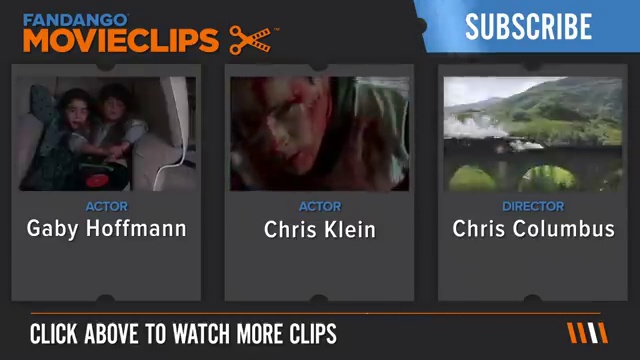 FANDANGO
MOVIECLIPS
SUBSCRIBE
ACTOR
Gaby Hoffmann
ACTOR
Chris Klein
DIRECTOR
Chris Columbus
CLICK ABOVE TO WATCH MORE CLIPS